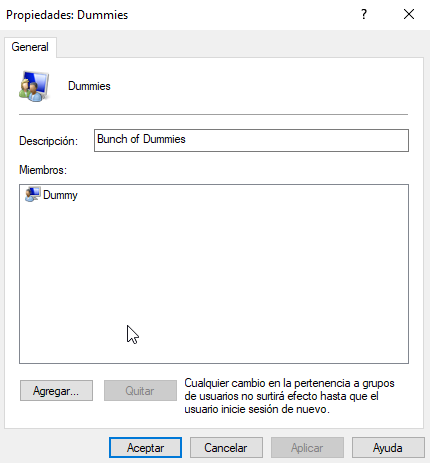 Propiedades: Dummies
?
General
Dummies
Descripción:
Bunch of Dummies
Miembros:
Dummy
Agregar...
Quitar
Cualquier cambio en la pertenencia a grupos
de usuarios no surtirá efecto hasta que el
usuario inicie sesión de nuevo.
Aceptar
Cancelar
Aplicar
Ayuda